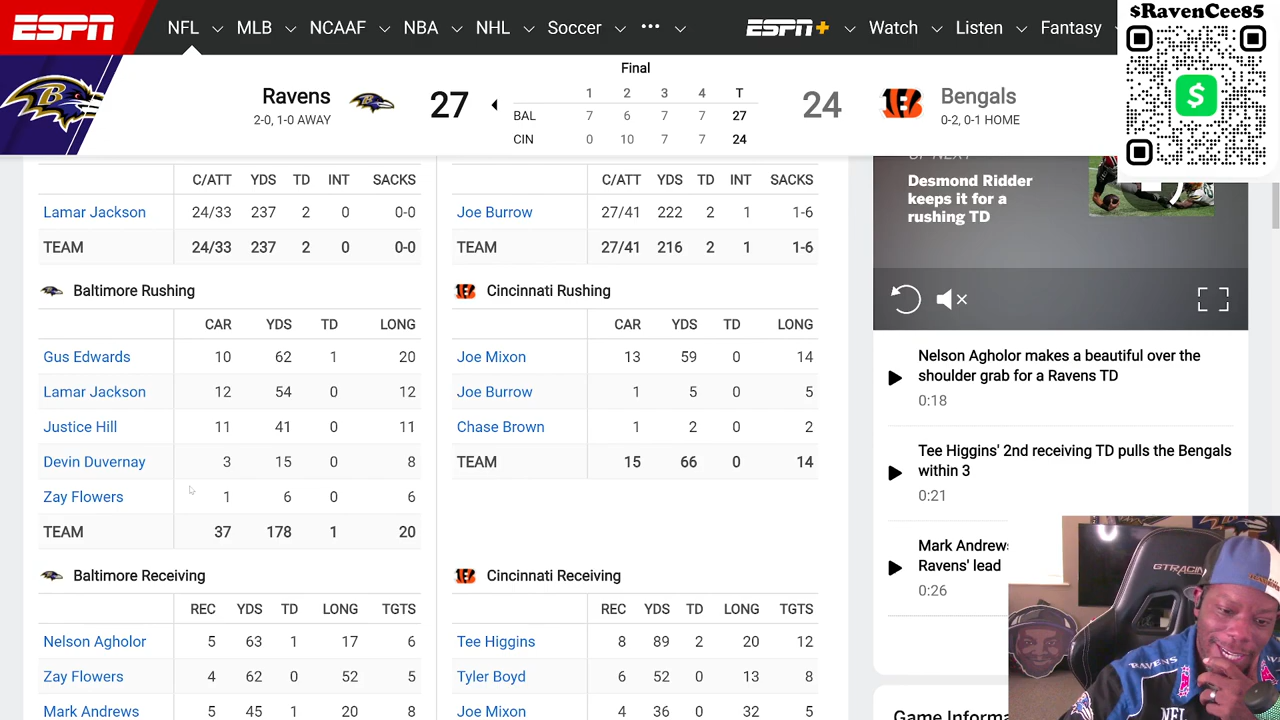 $RavenCee85
ESPN NFL MLB NCAAF NBA NHL Soccer ••• ESPN+ Watch Listen Fantasy
Final
Ravens 27
2-0, 1-0 AWAY
1 2 3 4 T
BAL 7 6 7 7 27
CIN 0 10 7 7 24
24 Bengals
0-2, 0-1 HOME
C/ATT YDS TD INT SACKS
Lamar Jackson 24/33 237 2 0 0-0
TEAM 24/33 237 2 0 0-0
C/ATT YDS TD INT SACKS
Joe Burrow 27/41 222 2 1 1-6
TEAM 27/41 216 2 1 1-6
Baltimore Rushing
CAR YDS TD LONG
Gus Edwards 10 62 1 20
Lamar Jackson 12 54 0 12
Justice Hill 11 41 0 11
Devin Duvernay 3 15 0 8
Zay Flowers 1 6 0 6
TEAM 37 178 1 20
Cincinnati Rushing
CAR YDS TD LONG
Joe Mixon 13 59 0 14
Joe Burrow 1 5 0 5
Chase Brown 1 2 0 2
TEAM 15 66 0 14
Baltimore Receiving
REC YDS TD LONG TGTS
Nelson Agholor 5 63 1 17 6
Zay Flowers 4 62 0 52 5
Mark Andrews 5 45 1 20 8
Cincinnati Receiving
REC YDS TD LONG TGTS
Tee Higgins 8 89 2 20 12
Tyler Boyd 6 52 0 13 8
Joe Mixon 4 36 0 32 5
UP NEXT
Desmond Ridder
keeps it for a
rushing TD
Nelson Agholor makes a beautiful over the
shoulder grab for a Ravens TD
0:18
Tee Higgins' 2nd receiving TD pulls the Bengals
within 3
0:21
Mark Andrews
Ravens' lead
0:26
Game Informa
GTRACIN
RAVENS
NFL